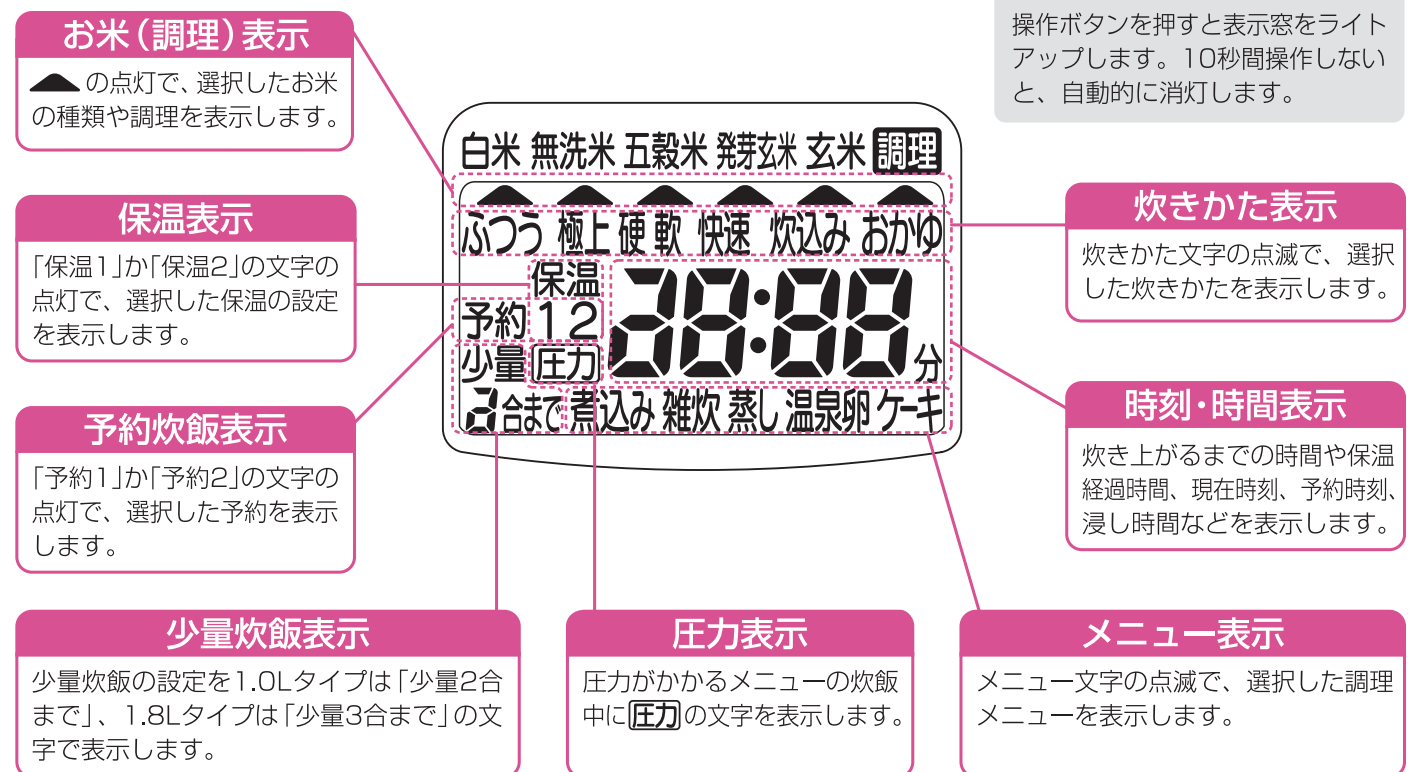 お米(調理)表示
▲の点灯で、選択したお米
の種類や調理を表示します。
保温表示
「保温1」か「保温2」の文字の
点灯で、選択した保温の設定
を表示します。
予約炊飯表示
「予約1」か「予約2」の文字の
点灯で、選択した予約を表示
します。
少量炊飯表示
少量炊飯の設定を1.0Lタイプは「少量2合
まで」、1.8Lタイプは「少量3合まで」の文
字で表示します。
白米 無洗米 五穀米 発芽玄米 玄米 調理
ふつう 極上 硬 軟 快速 炊込み おかゆ
保温
予約 12 28:88
少量 圧力 分
2合まで 煮込み 雑炊 蒸し 温泉卵 ケーキ
圧力表示
圧力がかかるメニューの炊飯
中に圧力の文字を表示します。
操作ボタンを押すと表示窓をライト
アップします。10秒間操作しない
と、自動的に消灯します。
炊きかた表示
炊きかた文字の点滅で、選択
した炊きかたを表示します。
時刻・時間表示
炊き上がるまでの時間や保温
経過時間、現在時刻、予約時刻、
浸し時間などを表示します。
メニュー表示
メニュー文字の点滅で、選択した調理
メニューを表示します。